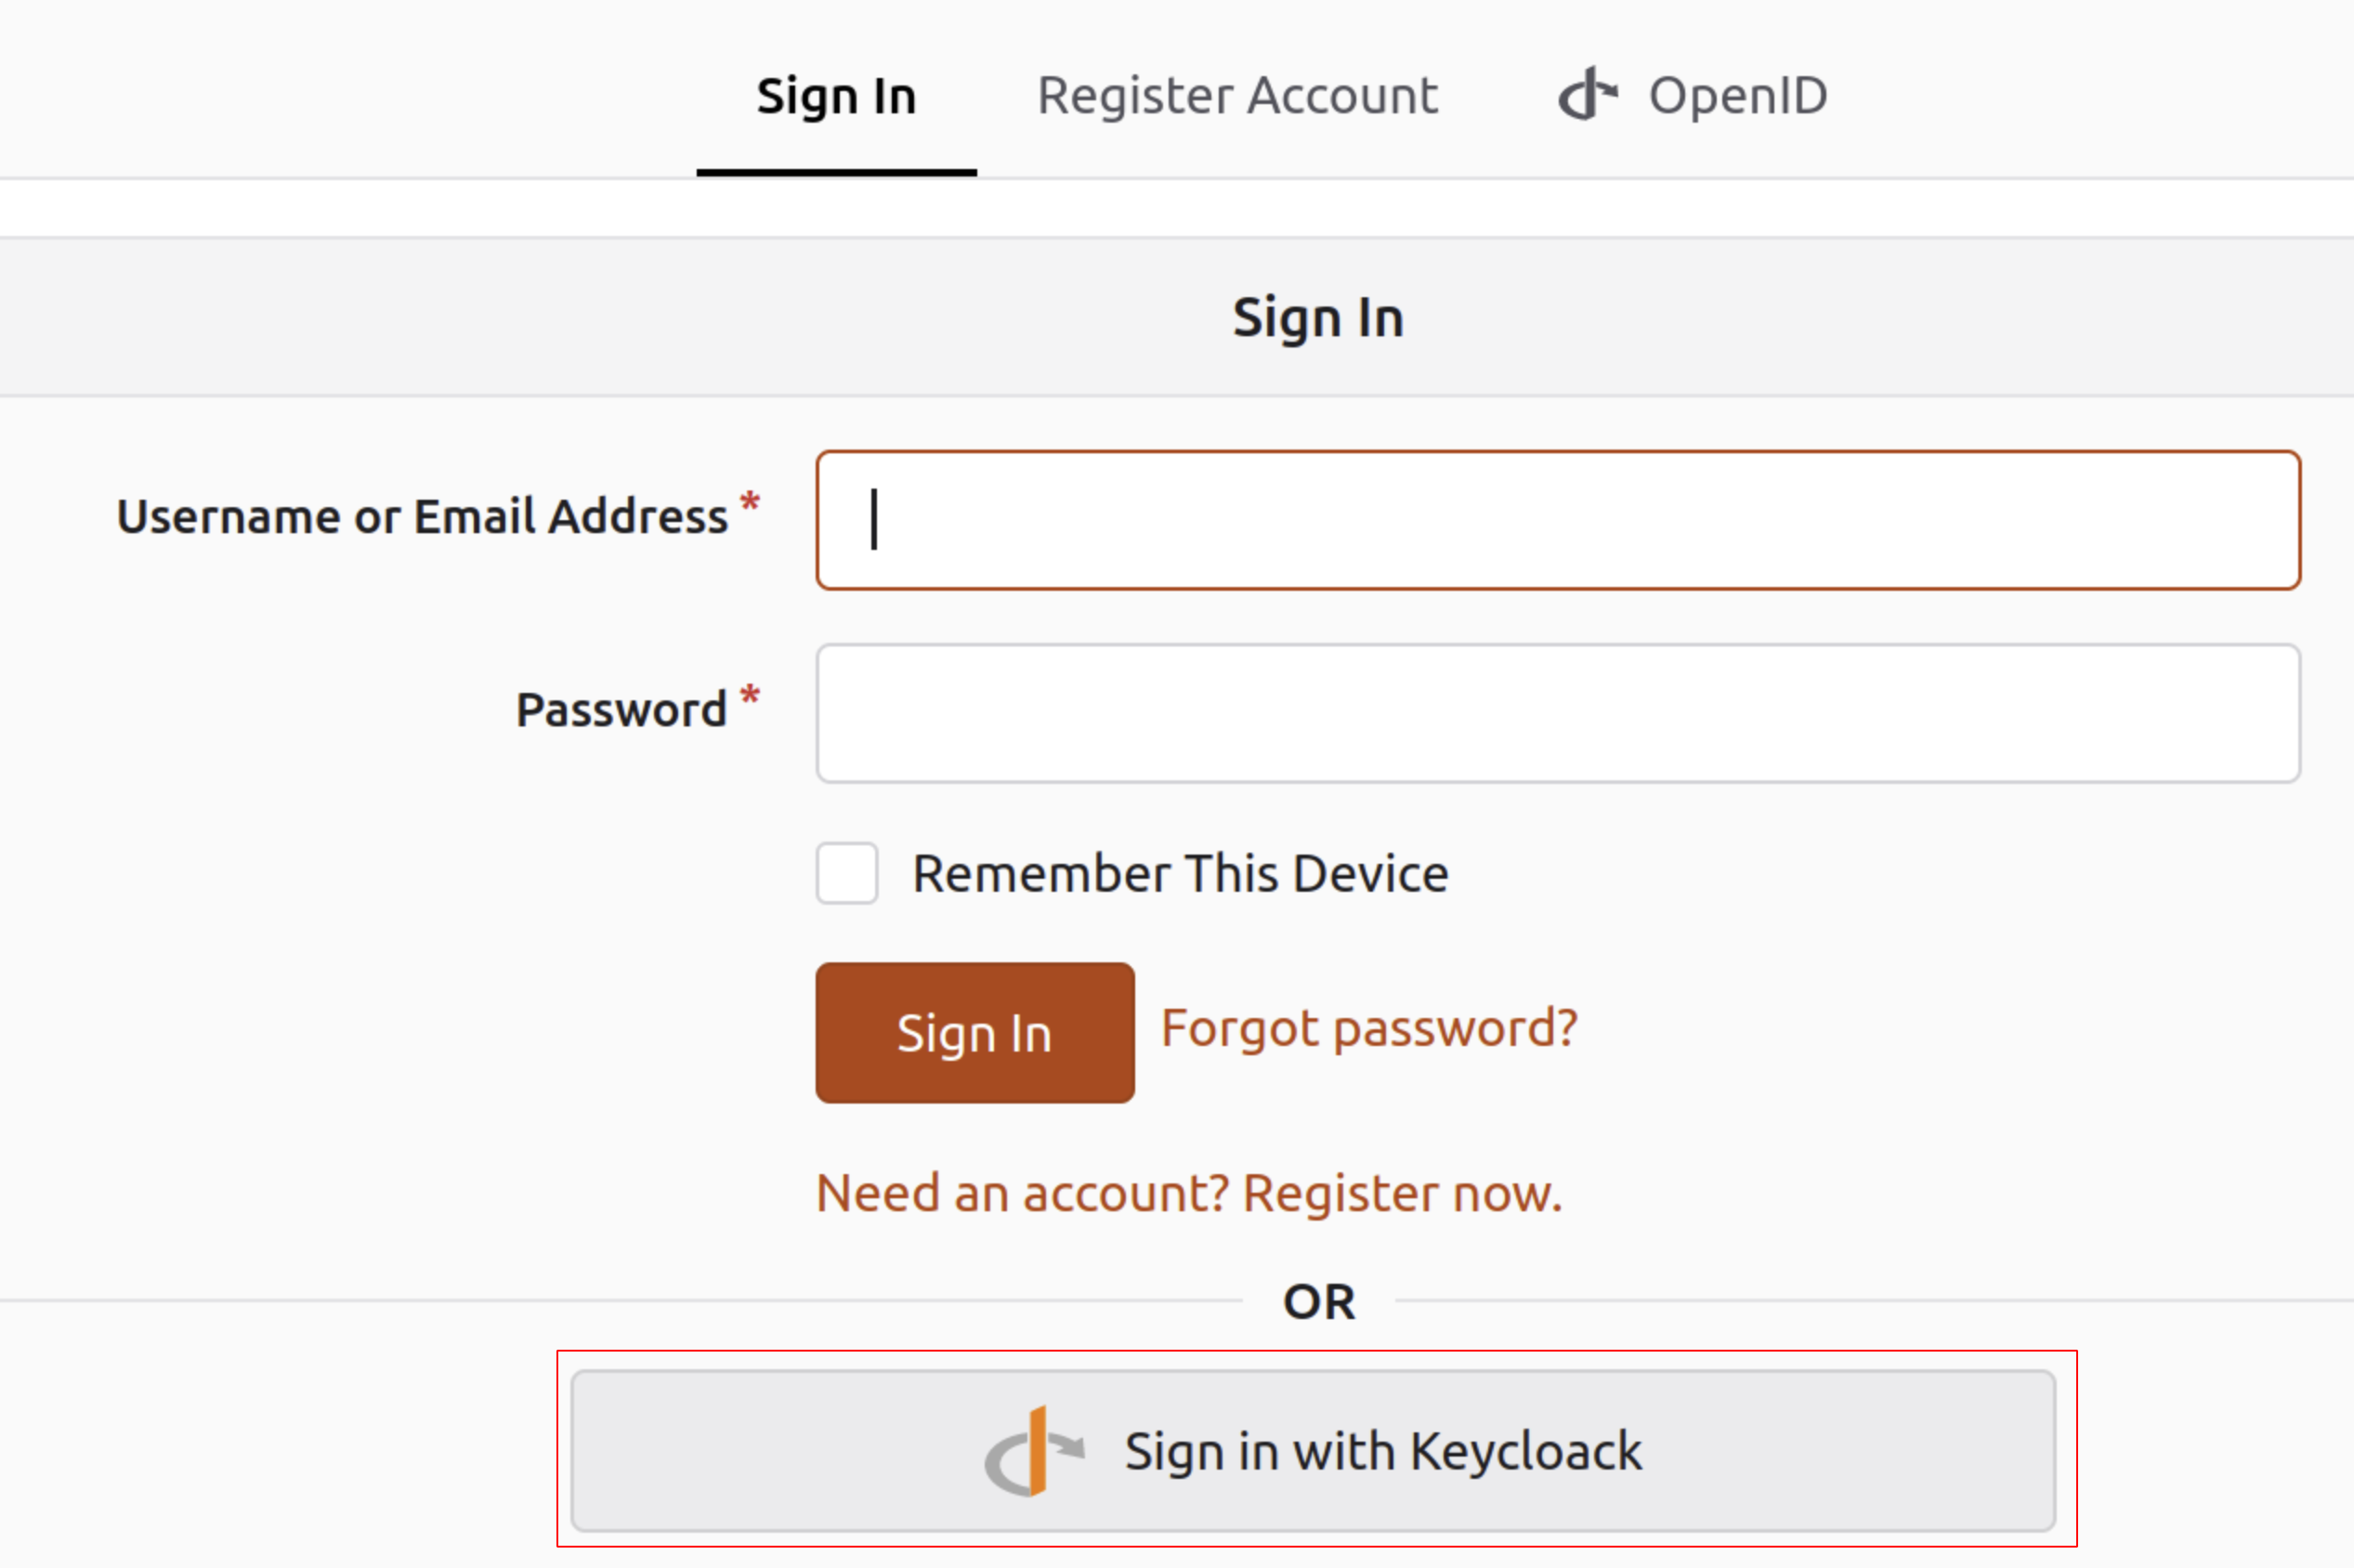 Sign In Register Account OpenID
Sign In
Username or Email Address *
Password *
Remember This Device
Sign In Forgot password?
Need an account? Register now.
OR
Sign in with Keycloack